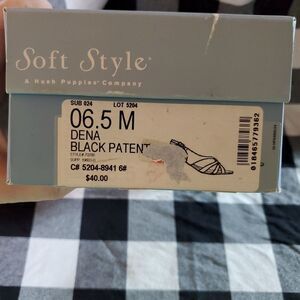 Soft Style
A Hush Puppies Company
SUB 024 LOT 5204
06.5 M
DENA
BLACK PATENT
C# 5204-8941 6#
$40.00
018465779362